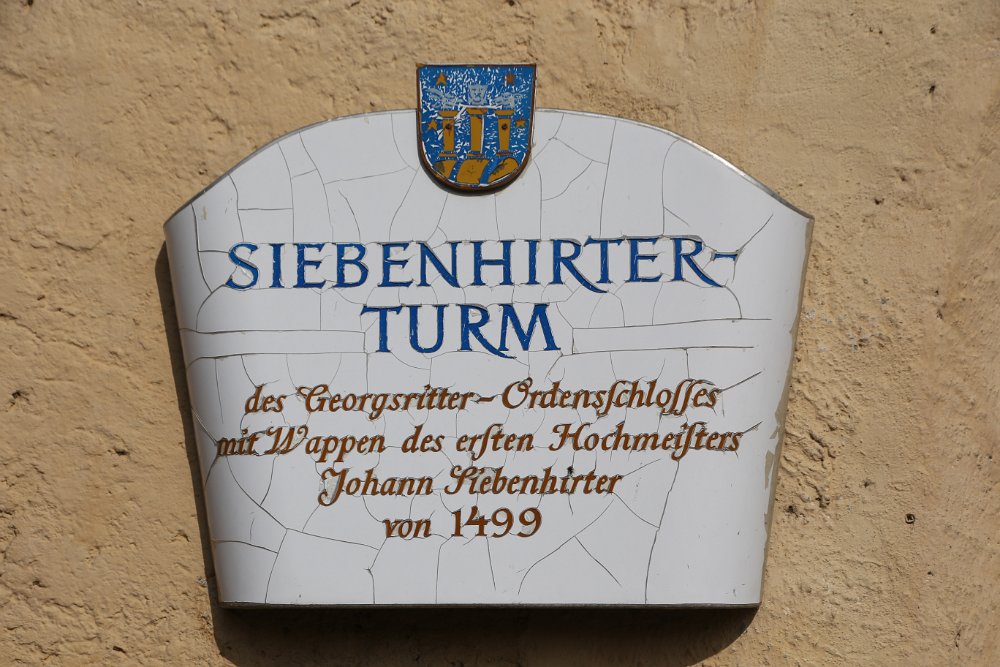 SIEBENHIRTER-
TURM
des Georgsritter-Ordensſchloſſes
mit Wappen des erſten Hochmeiſters
Johann Siebenhirter
von 1499